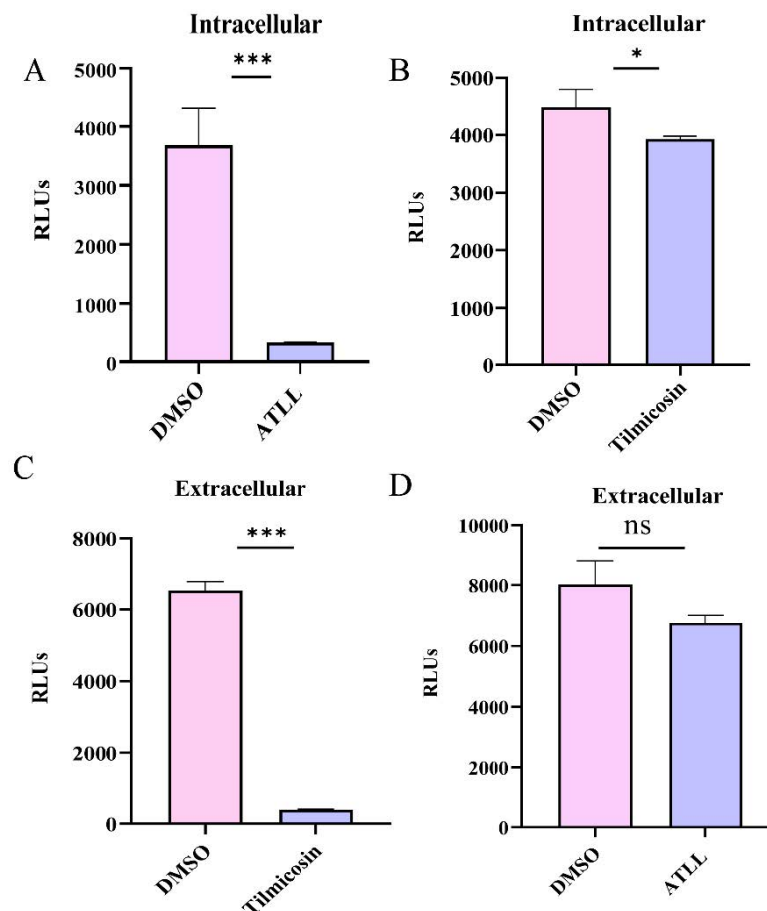 A
Intracellular
***
RLUs
5000
4000
3000
2000
1000
0
DMSO
ATLL
B
Intracellular
*
RLUs
5000
4000
3000
2000
1000
0
DMSO
Tilmicosin
C
Extracellular
***
RLUs
8000
6000
4000
2000
0
DMSO
Tilmicosin
D
Extracellular
ns
RLUs
10000
8000
6000
4000
2000
0
DMSO
ATLL